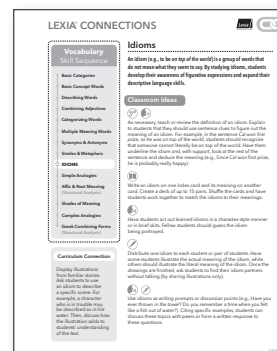 LEXIA® CONNECTIONS
Lexia
Vocabulary
Skill Sequence
Basic Categories
Basic Concept Words
Describing Words
Combining Adjectives
Categorizing Words
Multiple Meaning Words
Synonyms & Antonyms
Similes & Metaphors
IDIOMS
Simple Analogies
Affix & Root Meaning
(Structural Analysis)
Shades of Meaning
Complex Analogies
Greek Combining Forms
(Structural Analysis)
Curriculum Connection
Display illustrations
from familiar stories.
Ask students to use
an idiom to describe
a specific scene. For
example, a character
who is in trouble may
be described as in hot
water. Then, discuss how
the illustration adds to
students' understanding
of the text.
Idioms
An idiom (e.g., to be on top of the world) is a group of words that
do not mean what they seem to say. By studying idioms, students
develop their awareness of figurative expressions and expand their
descriptive language skills.
Classroom Ideas
As necessary, teach or review the definition of an idiom. Explain
to students that they should use sentence clues to figure out the
meaning of an idiom. For example, in the sentence Cal won first
prize, so he was on top of the world, students should recognize
that someone cannot literally be on top of the world. Have them
underline the idiom and, with support, look at the rest of the
sentence and deduce the meaning (e.g., Since Cal won first prize,
he is probably really happy).
Write an idiom on one index card and its meaning on another
card. Create a deck of up to 15 pairs. Shuffle the cards and have
students work together to match the idioms to their meanings.
Have students act out learned idioms in a charades-style manner
or in brief skits. Fellow students should guess the idiom
being portrayed.
Distribute one idiom to each student or pair of students. Have
some students illustrate the actual meaning of the idiom, while
others should illustrate the literal meaning of the idiom. Once the
drawings are finished, ask students to find their idiom partners
without talking (by sharing illustrations only).
Use idioms as writing prompts or discussion points (e.g., Have you
ever thrown in the towel? Do you remember a time when you felt
like a fish out of water?). Citing specific examples, students can
discuss these topics with peers or form a written response to
these questions.